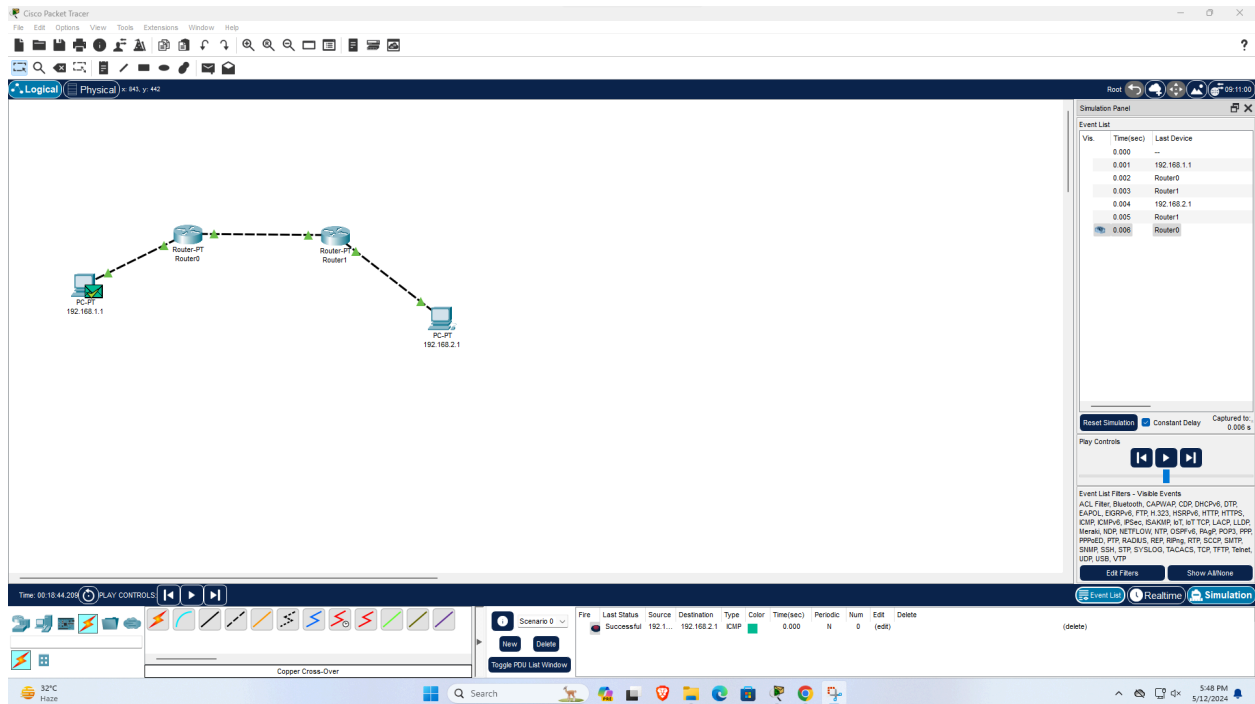 Cisco Packet Tracer
File Edit Options View Tools Extensions Window Help
?
Logical Physical x: 843, y: 442 Root 09:11:00
Simulation Panel
Event List
Vis. Time(sec) Last Device
0.000 --
0.001 192.168.1.1
0.002 Router0
0.003 Router1
0.004 192.168.2.1
0.005 Router1
0.006 Router0
Router-PT
Router0
Router-PT
Router1
PC-PT
192.168.1.1
PC-PT
192.168.2.1
Reset Simulation Constant Delay Captured to:
0.006 s
Play Controls
Event List Filters - Visible Events
ACL Filter, Bluetooth, CAPWAP, CDP, DHCPv6, DTP,
EAPOL, EIGRPv6, FTP, H.323, HSRPv6, HTTP, HTTPS,
ICMP, ICMPv6, IPSec, ISAKMP, IoT, IoT TCP, LACP, LLDP,
Meraki, NDP, NETFLOW, NTP, OSPFv6, PAgP, POP3, PPP,
PPPoED, PTP, RADIUS, REP, RIPng, RTP, SCCP, SMTP,
SNMP, SSH, STP, SYSLOG, TACACS, TCP, TFTP, Telnet,
UDP, USB, VTP
Edit Filters Show All/None
Time: 00:18:44.209 PLAY CONTROLS: Event List Realtime Simulation
Scenario 0
New Delete
Toggle PDU List Window
Fire Last Status Source Destination Type Color Time(sec) Periodic Num Edit Delete
Successful 192.1... 192.168.2.1 ICMP 0.000 N 0 (edit) (delete)
Copper Cross-Over
32°C
Haze
Search
5:48 PM
5/12/2024